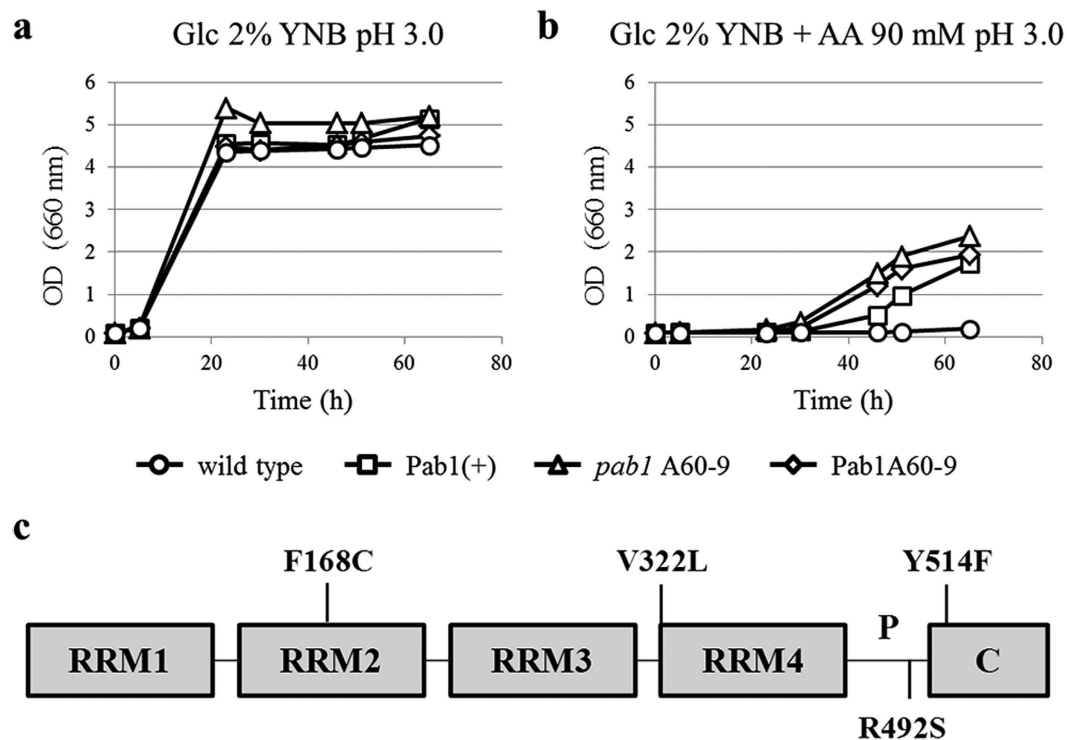 a Glc 2% YNB pH 3.0
b Glc 2% YNB + AA 90 mM pH 3.0
OD (660 nm)
6
5
4
3
2
1
0
0 20 40 60 80
Time (h)
OD (660 nm)
6
5
4
3
2
1
0
0 20 40 60 80
Time (h)
wild type Pab1(+) pab1 A60-9 Pab1A60-9
c
F168C V322L Y514F
P
RRM1 RRM2 RRM3 RRM4 C
R492S